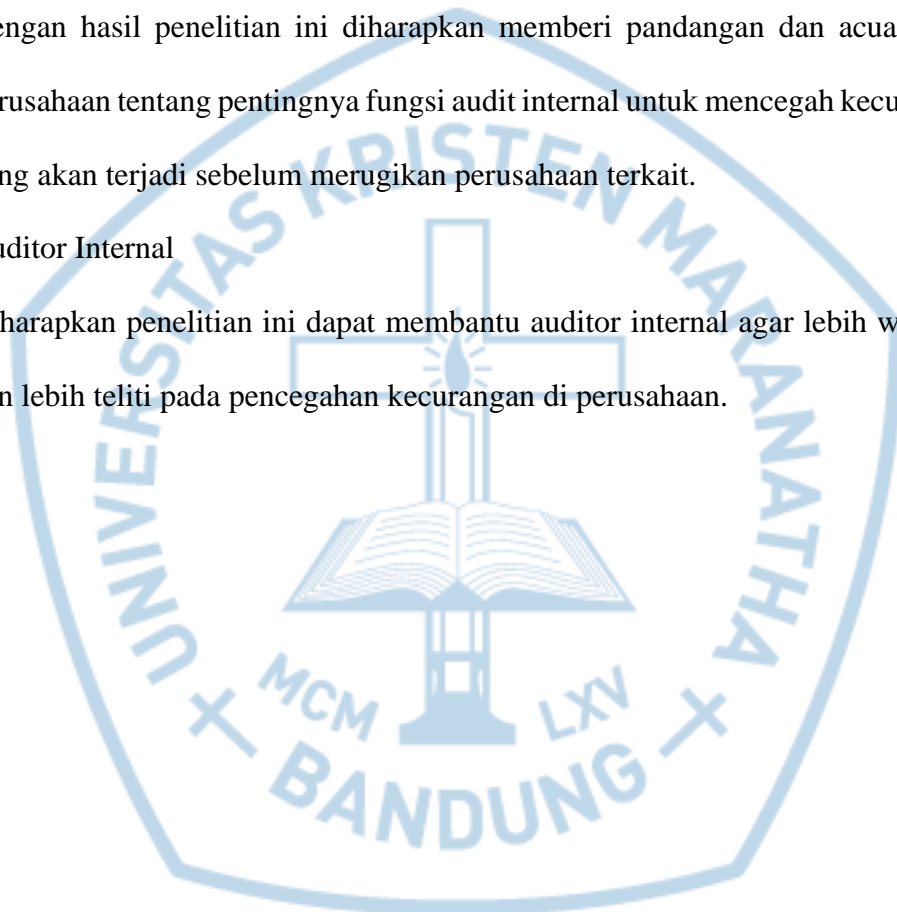 engan hasil penelitian ini diharapkan memberi pandangan dan acua
rusahaan tentang pentingnya fungsi audit internal untuk mencegah kecu
ng akan terjadi sebelum merugikan perusahaan terkait.
uditor Internal
harapkan penelitian ini dapat membantu auditor internal agar lebih w
n lebih teliti pada pencegahan kecurangan di perusahaan.
UNIVERSITAS KRISTEN MARANATHA
MCM LXV
BANDUNG